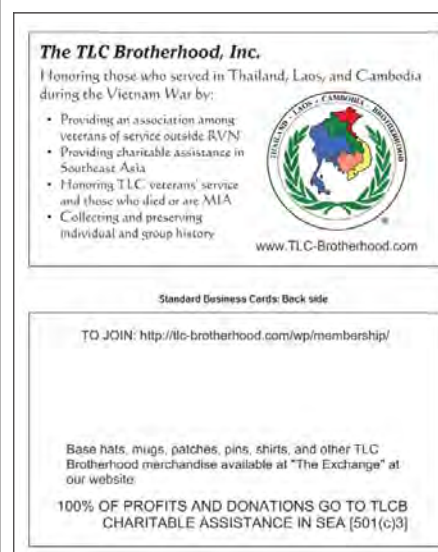 The TLC Brotherhood, Inc.
Honoring those who served in Thailand, Laos, and Cambodia
during the Vietnam War by:
• Providing an association among
veterans of service outside RVN
• Providing charitable assistance in
Southeast Asia
• Honoring TLC veterans' service
and those who died or are MIA
• Collecting and preserving
individual and group history
THAILAND - LAOS - CAMBODIA - BROTHERHOOD
®
www.TLC-Brotherhood.com
Standard Business Cards: Back side
TO JOIN: http://tlc-brotherhood.com/wp/membership/
Base hats, mugs, patches, pins, shirts, and other TLC
Brotherhood merchandise available at "The Exchange" at
our website
100% OF PROFITS AND DONATIONS GO TO TLCB
CHARITABLE ASSISTANCE IN SEA [501(c)3]